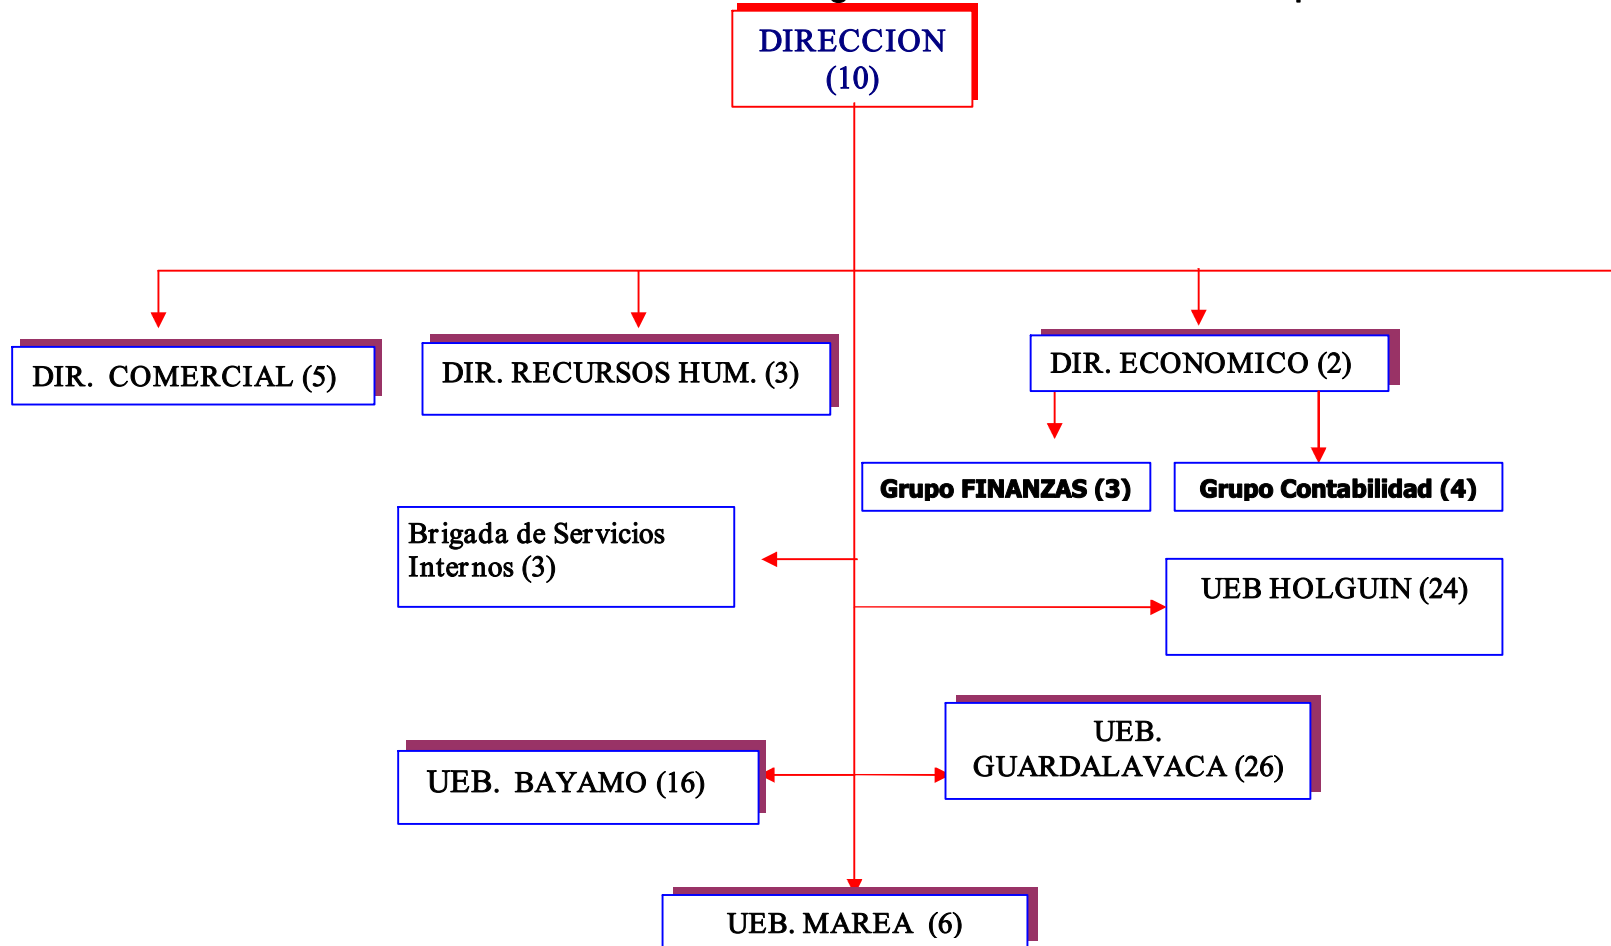 DIRECCION
(10)
DIR. COMERCIAL (5)
DIR. RECURSOS HUM. (3)
DIR. ECONOMICO (2)
Grupo FINANZAS (3)
Grupo Contabilidad (4)
Brigada de Servicios
Internos (3)
UEB HOLGUIN (24)
UEB.
GUARDALAVACA (26)
UEB. BAYAMO (16)
UEB. MAREA (6)